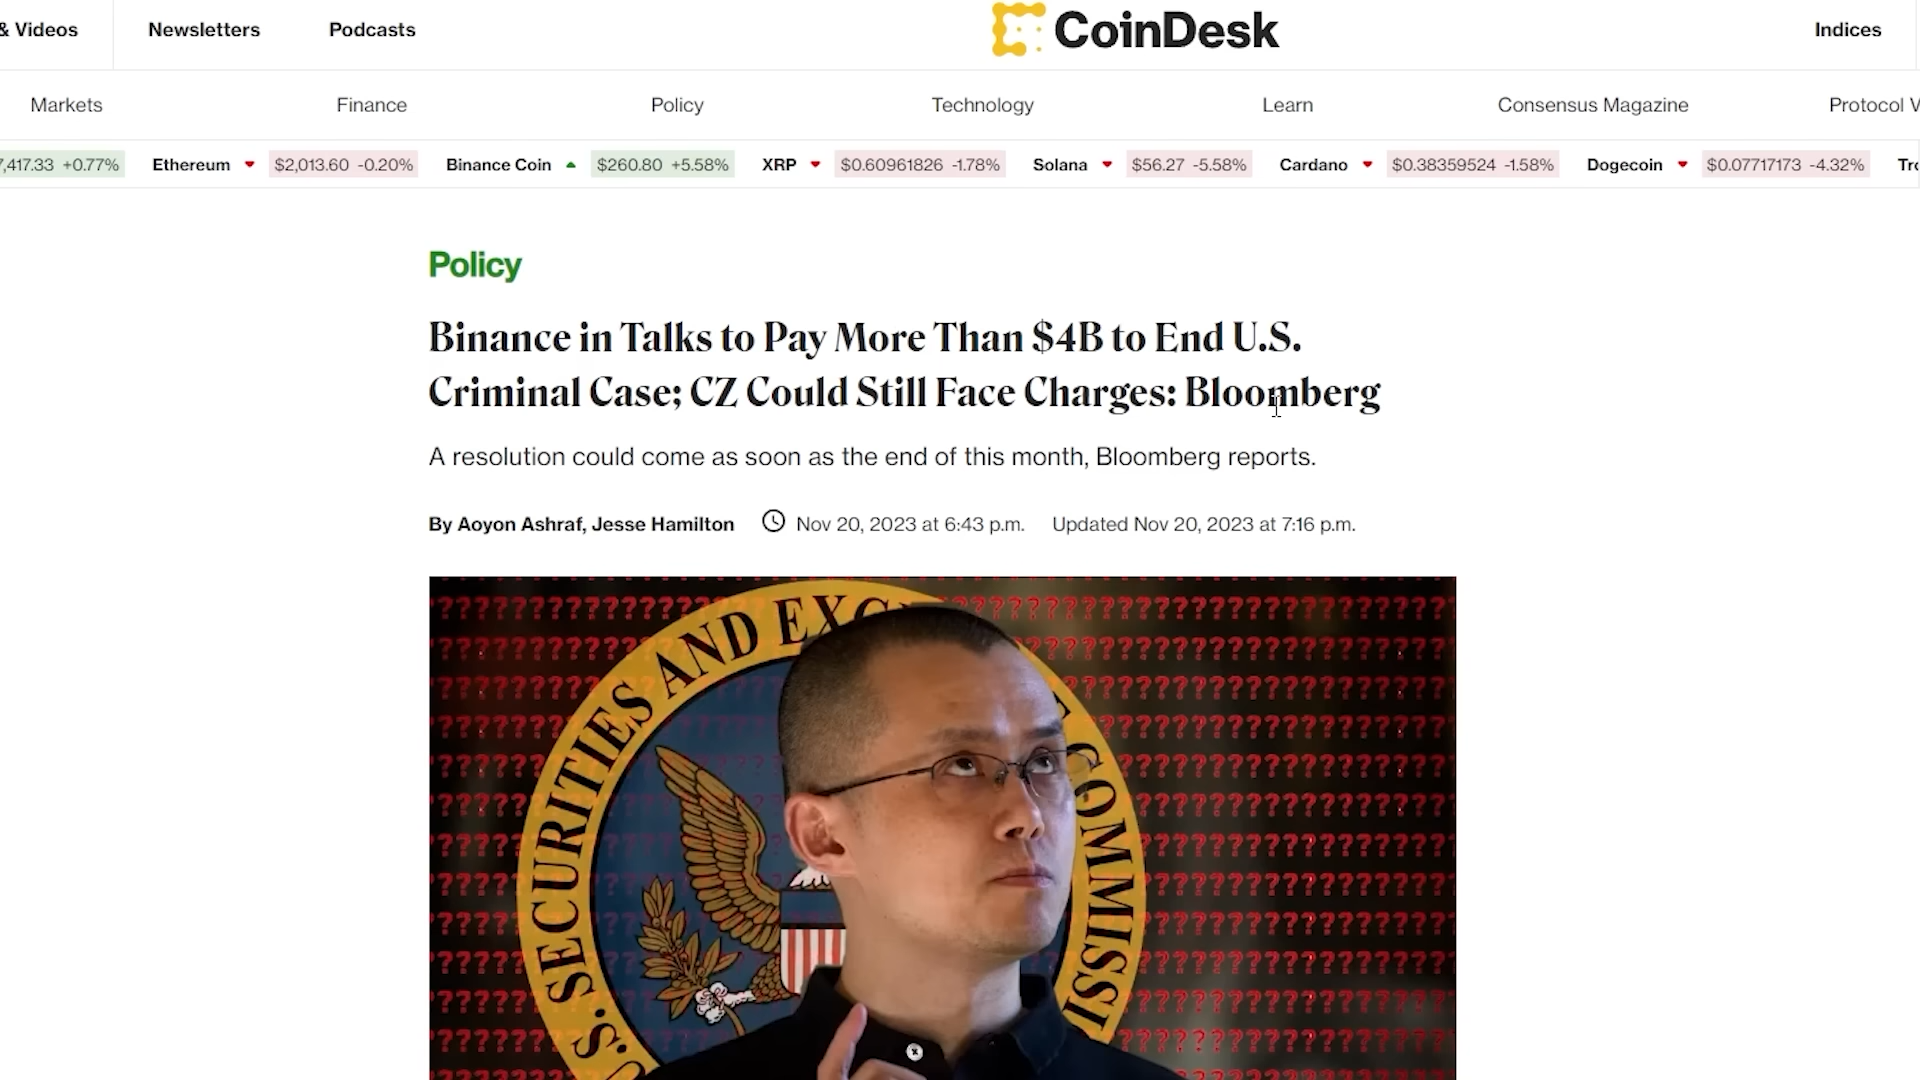 & Videos
Newsletters
Podcasts
CoinDesk
Indices
Markets
Finance
Policy
Technology
Learn
Consensus Magazine
Protocol V
7,417.33 +0.77% Ethereum $2,013.60 -0.20% Binance Coin $260.80 +5.58% XRP $0.60961826 -1.78% Solana $56.27 -5.58% Cardano $0.38359524 -1.58% Dogecoin $0.07717173 -4.32%
Policy
Binance in Talks to Pay More Than $4B to End U.S.
Criminal Case; CZ Could Still Face Charges: Bloomberg
A resolution could come as soon as the end of this month, Bloomberg reports.
By Aoyon Ashraf, Jesse Hamilton Nov 20, 2023 at 6:43 p.m. Updated Nov 20, 2023 at 7:16 p.m.
U.S. SECURITIES AND EXC
COMMISSI